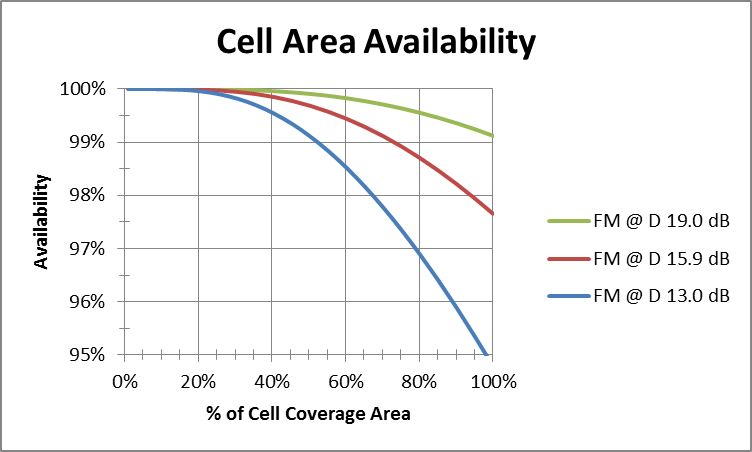 Cell Area Availability
100%
99%
98%
97%
96%
95%
Availability
0% 20% 40% 60% 80% 100%
% of Cell Coverage Area
FM @ D 19.0 dB
FM @ D 15.9 dB
FM @ D 13.0 dB